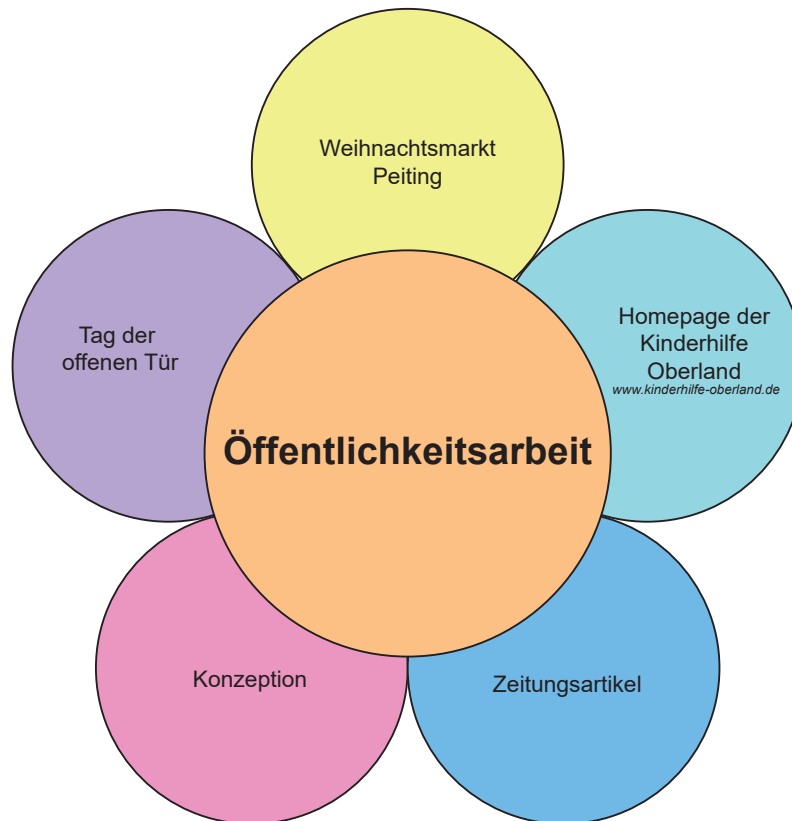 Weihnachtsmarkt
Peiting
Tag der
offenen Tür
Homepage der
Kinderhilfe
Oberland
www.kinderhilfe-oberland.de
Öffentlichkeitsarbeit
Konzeption
Zeitungsartikel